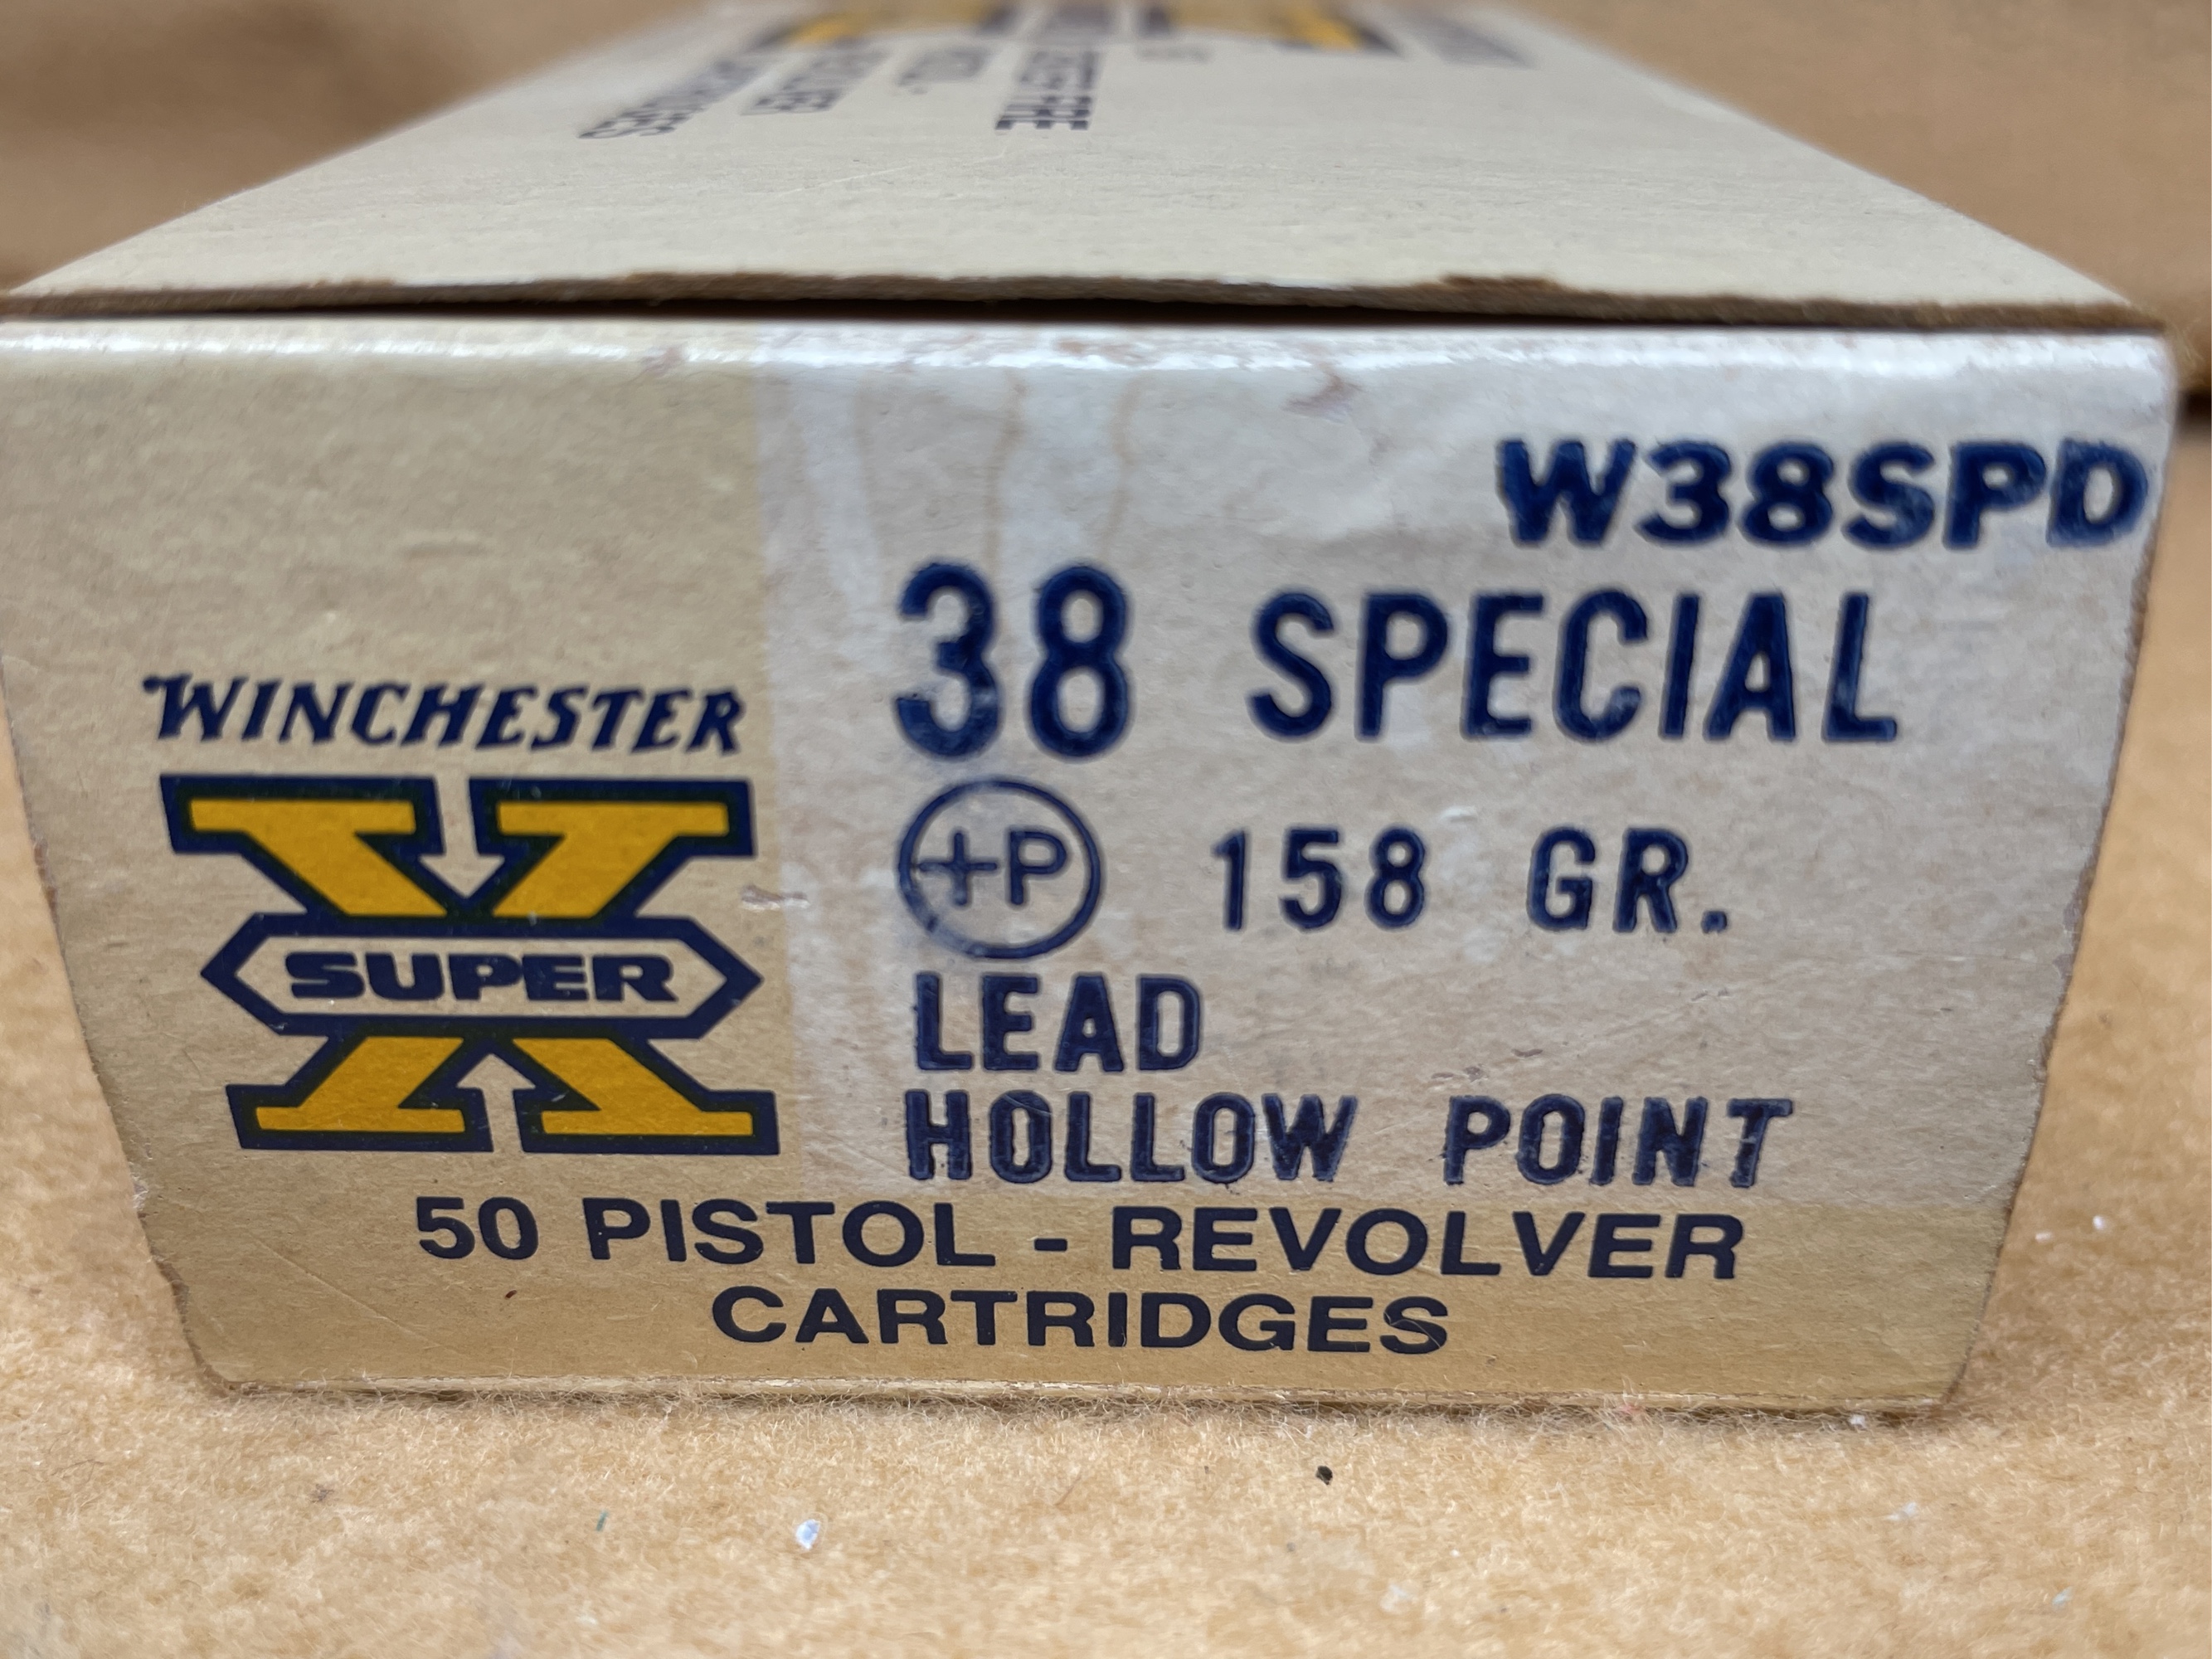 W38SPD
38 SPECIAL
+P 158 GR.
LEAD
HOLLOW POINT
WINCHESTER
SUPER X
50 PISTOL - REVOLVER
CARTRIDGES